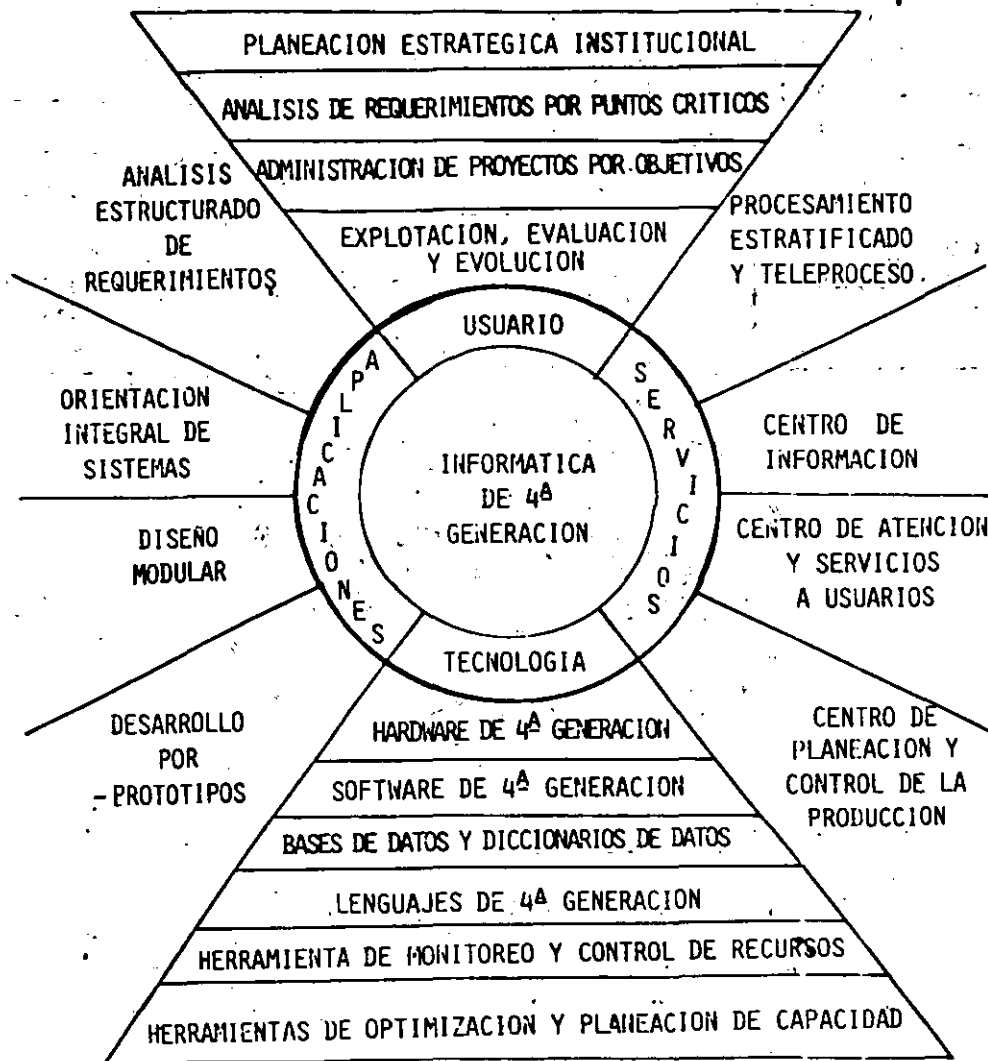 PLANEACION ESTRATEGICA INSTITUCIONAL
ANALISIS DE REQUERIMIENTOS POR PUNTOS CRITICOS
ADMINISTRACION DE PROYECTOS POR OBJETIVOS
EXPLOTACION, EVALUACION
Y EVOLUCION
USUARIO
ANALISIS
ESTRUCTURADO
DE
REQUERIMIENTOS
ORIENTACION
INTEGRAL DE
SISTEMAS
DISEÑO
MODULAR
DESARROLLO
POR
PROTOTIPOS
APLICACIONES
INFORMATICA
DE 4A
GENERACION
SERVICIOS
PROCESAMIENTO
ESTRATIFICADO
Y TELEPROCESO
CENTRO DE
INFORMACION
CENTRO DE ATENCION
Y SERVICIOS
A USUARIOS
CENTRO DE
PLANEACION Y
CONTROL DE LA
PRODUCCION
TECNOLOGIA
HARDWARE DE 4A GENERACION
SOFTWARE DE 4A GENERACION
BASES DE DATOS Y DICCIONARIOS DE DATOS
LENGUAJES DE 4A GENERACION
HERRAMIENTA DE MONITOREO Y CONTROL DE RECURSOS
HERRAMIENTAS DE OPTIMIZACION Y PLANEACION DE CAPACIDAD